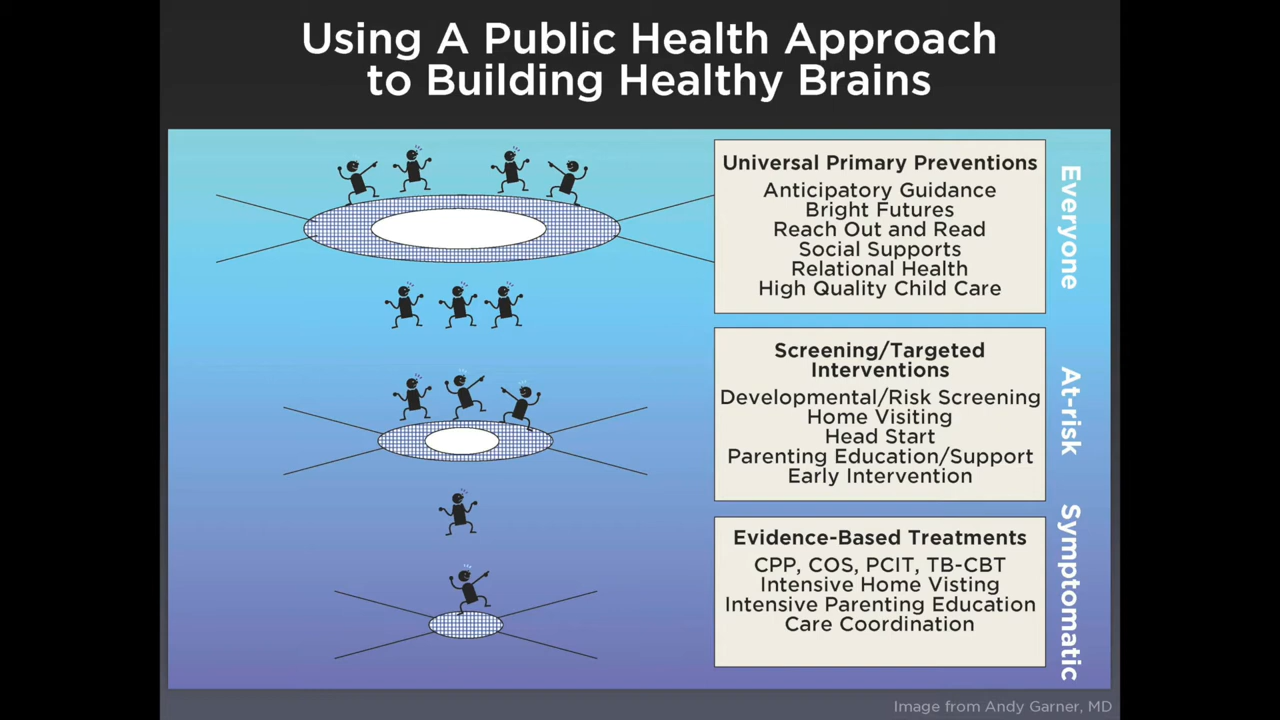 Using A Public Health Approach
to Building Healthy Brains
Universal Primary Preventions
Anticipatory Guidance
Bright Futures
Reach Out and Read
Social Supports
Relational Health
High Quality Child Care
Everyone
Screening/Targeted
Interventions
Developmental/Risk Screening
Home Visiting
Head Start
Parenting Education/Support
Early Intervention
At-risk
Evidence-Based Treatments
CPP, COS, PCIT, TB-CBT
Intensive Home Visting
Intensive Parenting Education
Care Coordination
Symptomatic
Image from Andy Garner, MD